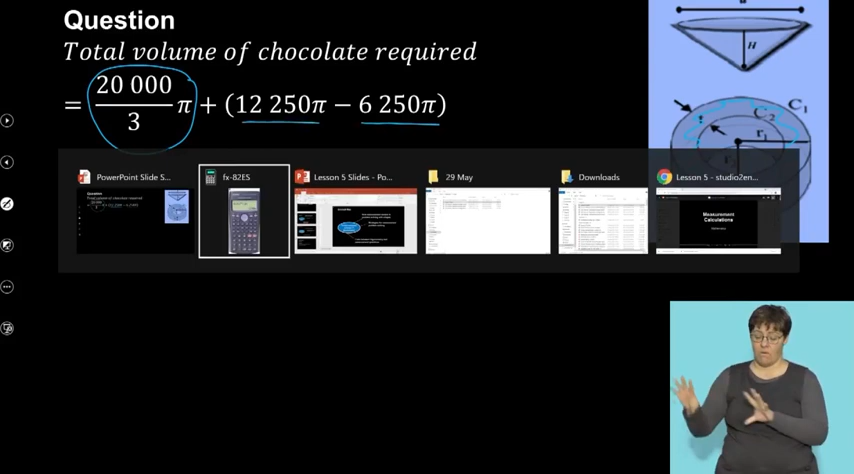 Question
Total volume of chocolate required
= 20 000/3 π + (12 250π − 6 250π)
H
C₁
C₂
r₁
PowerPoint Slide S...
fx-82ES
Lesson 5 Slides - Po...
29 May
Downloads
Lesson 5 - studio2en...
Measurement
Calculations